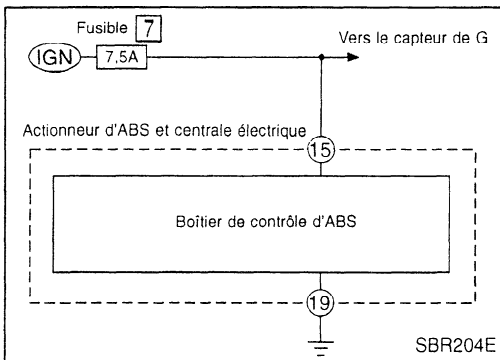 Fusible 7
IGN 7,5A Vers le capteur de G
Actionneur d'ABS et centrale électrique
15
Boîtier de contrôle d'ABS
19
SBR204E